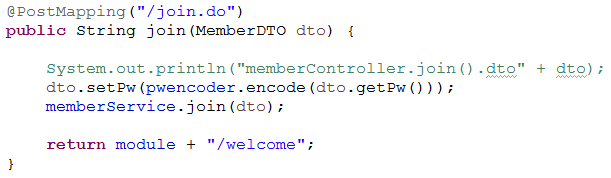 @PostMapping("/join.do")
public String join(MemberDTO dto) {
System.out.println("memberController.join().dto" + dto);
dto.setPw(pwencoder.encode(dto.getPw()));
memberService.join(dto);
return module + "/welcome";
}